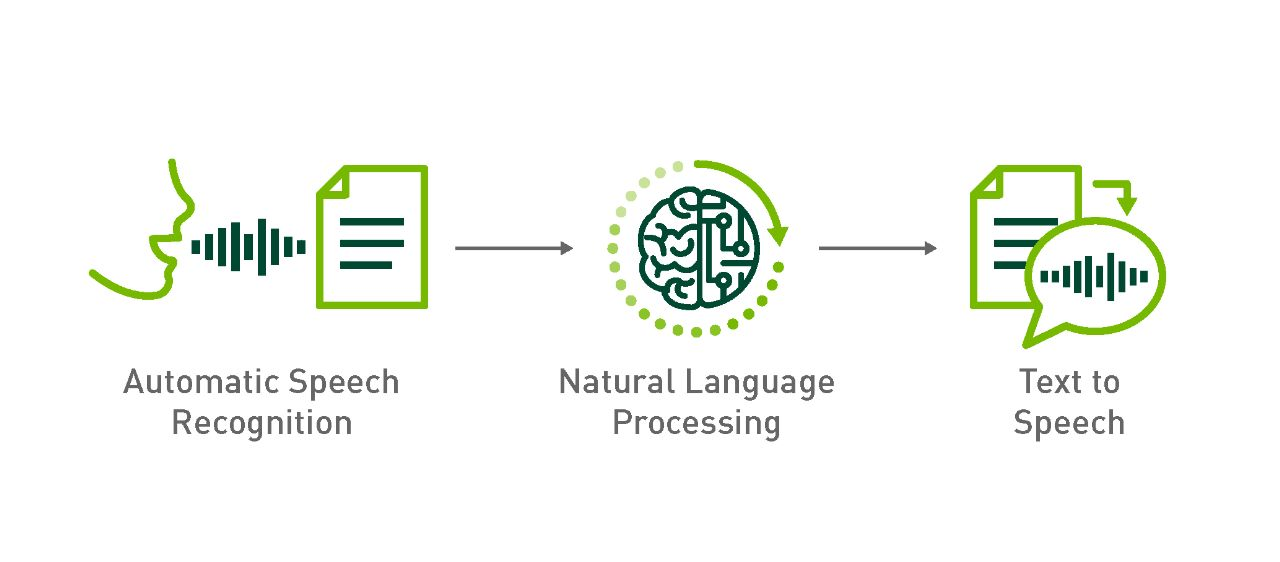 Automatic Speech
Recognition
Natural Language
Processing
Text to
Speech